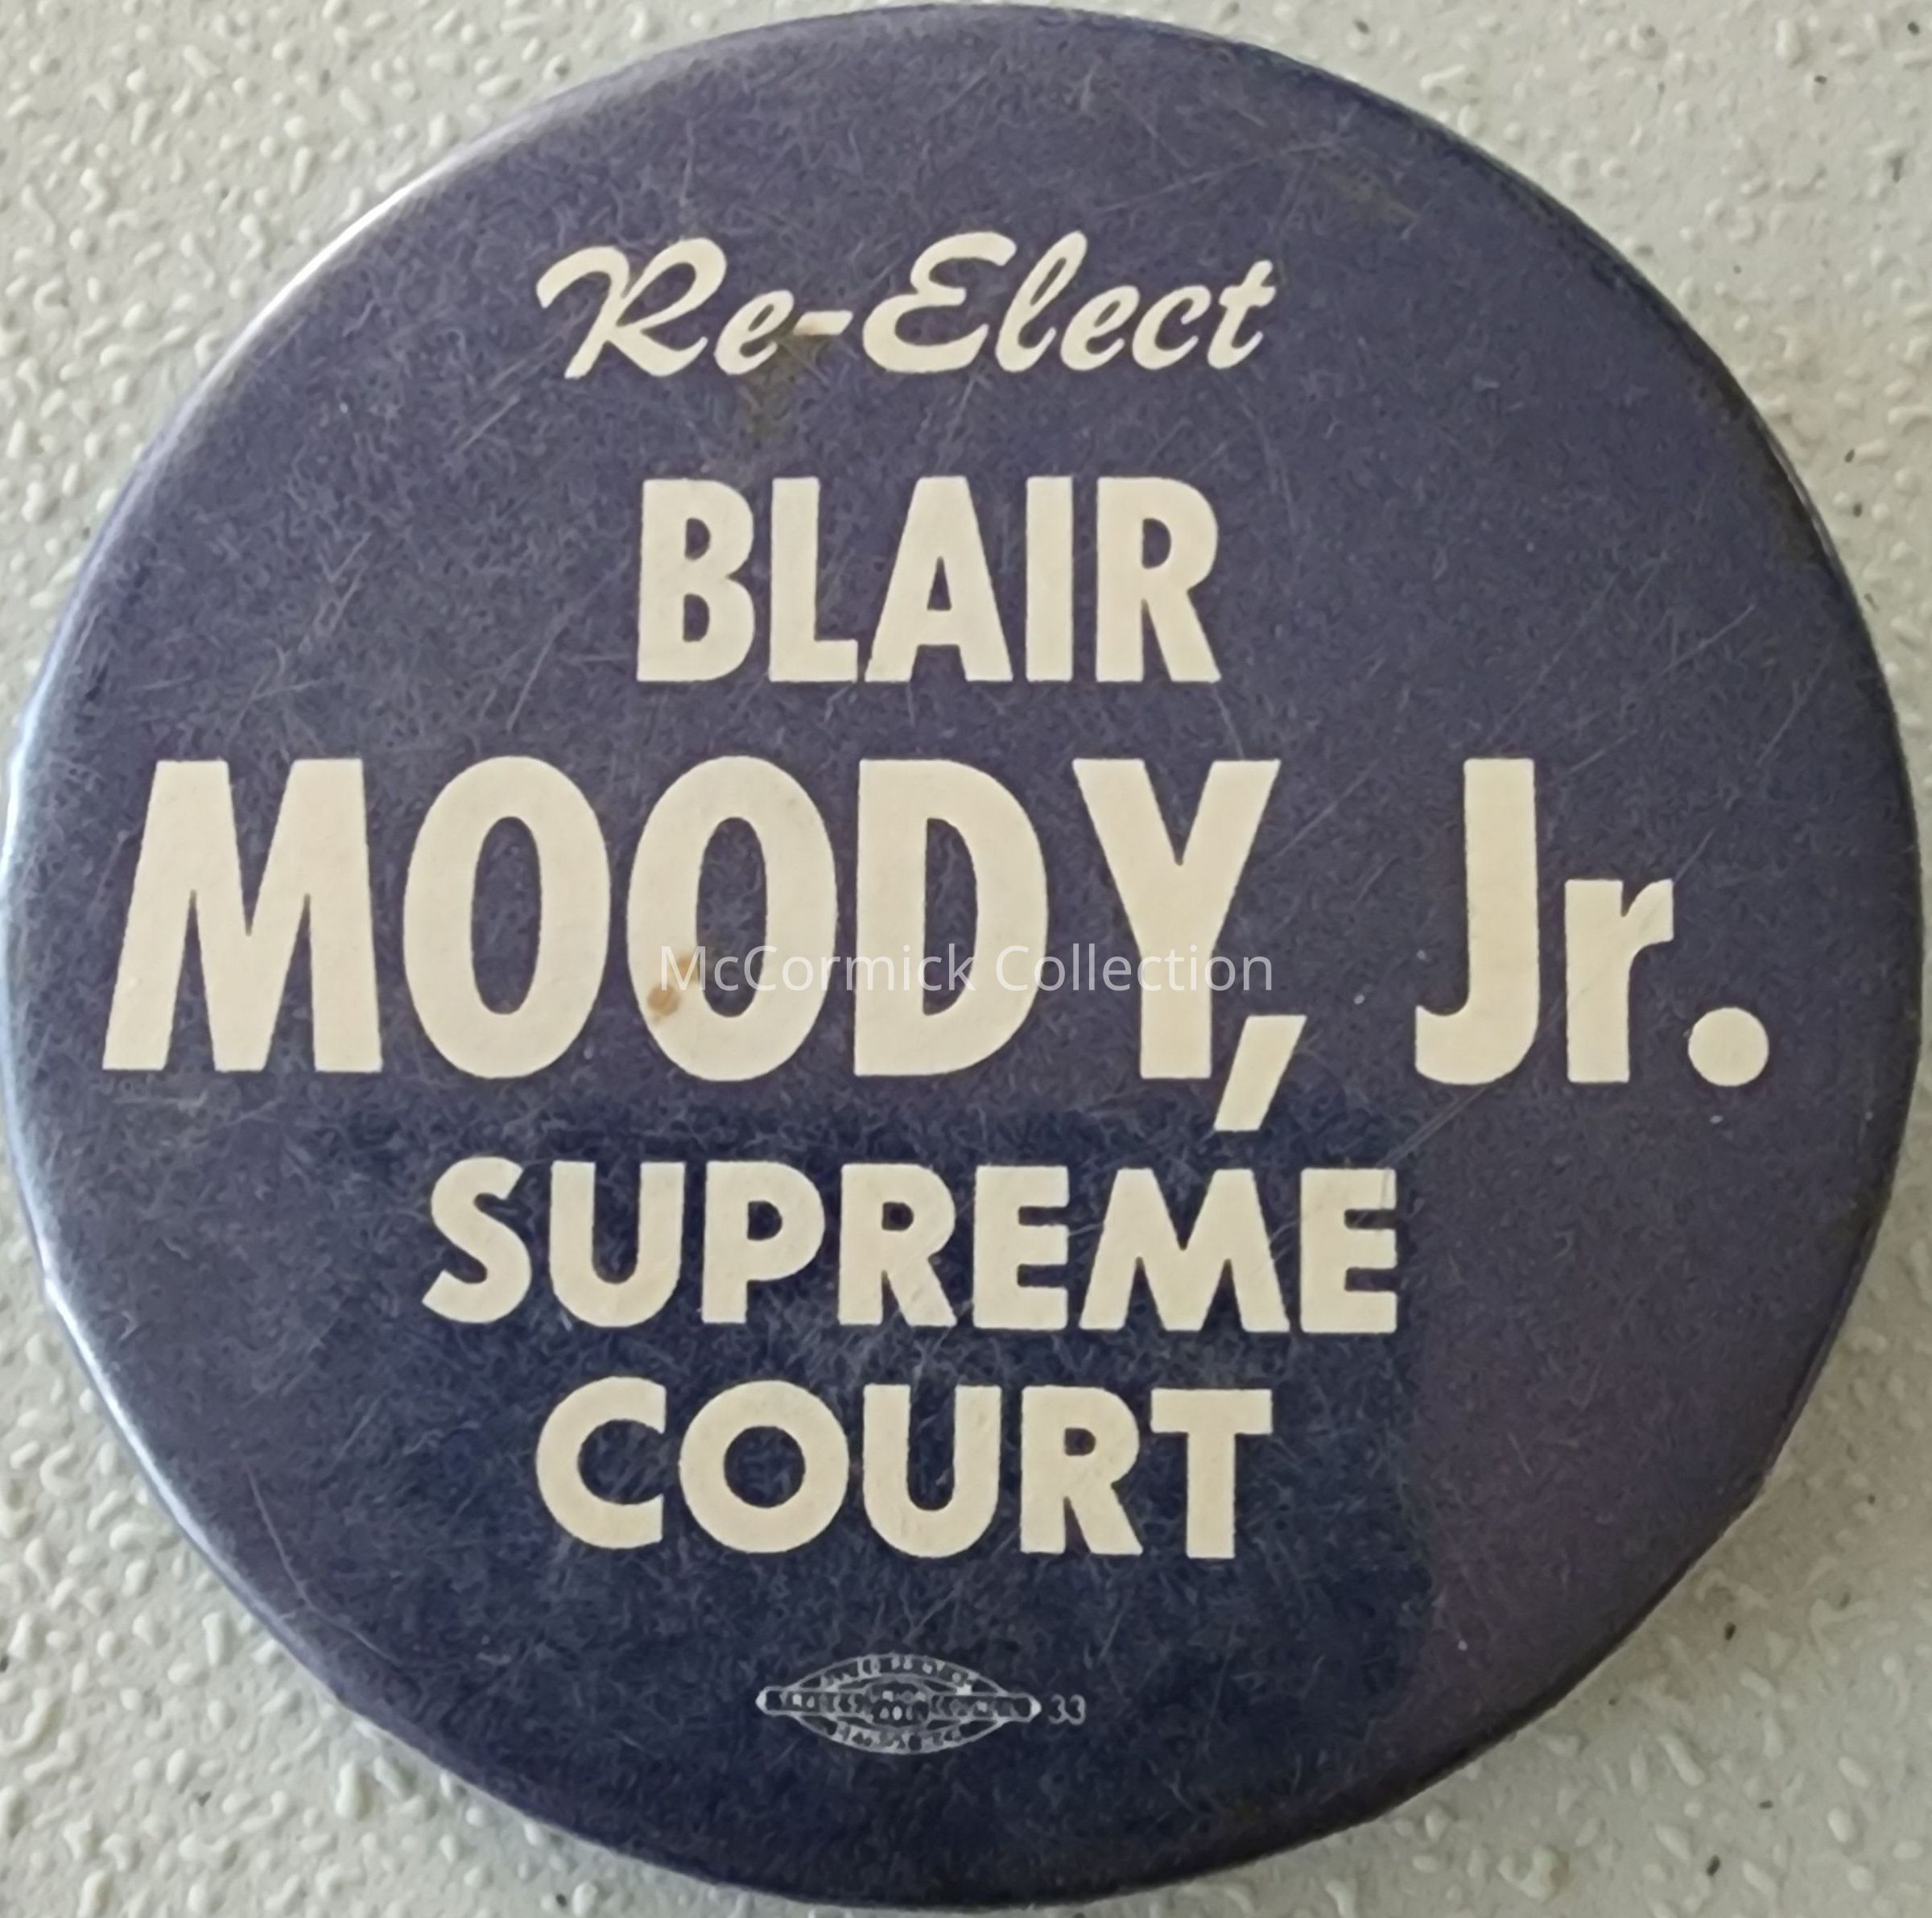 Re-Elect
BLAIR
MOODY, Jr.
McCormick Collection
SUPREME
COURT
33